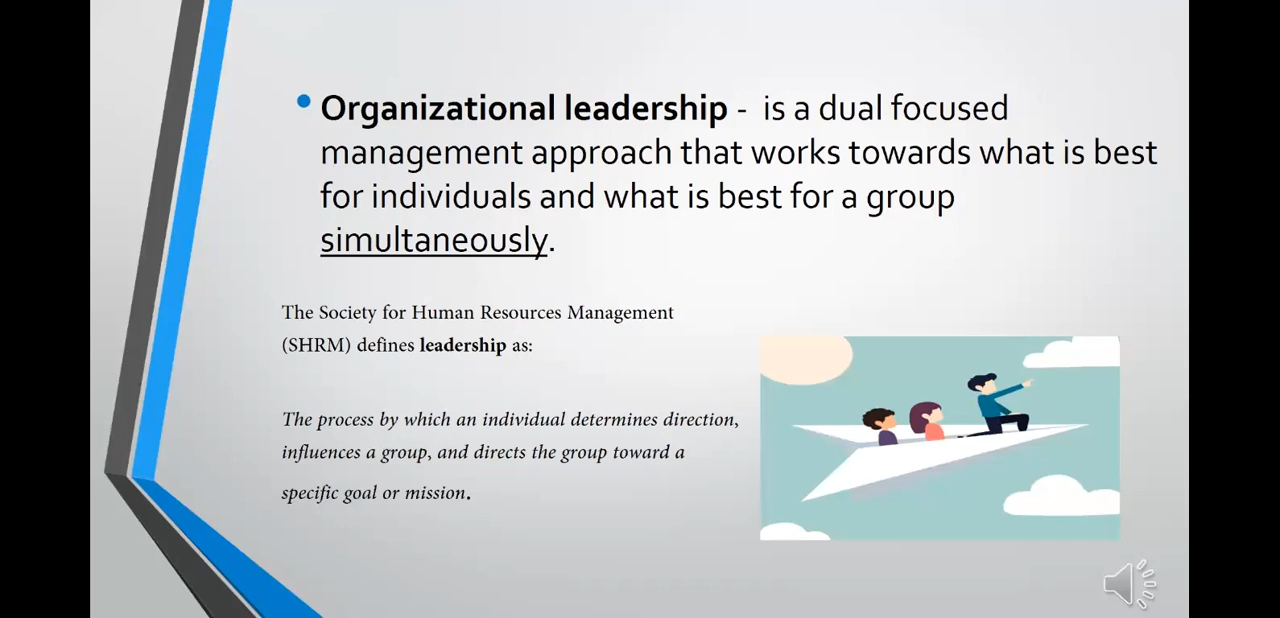 Organizational leadership - is a dual focused
management approach that works towards what is best
for individuals and what is best for a group
simultaneously.
The Society for Human Resources Management
(SHRM) defines leadership as:
The process by which an individual determines direction,
influences a group, and directs the group toward a
specific goal or mission.